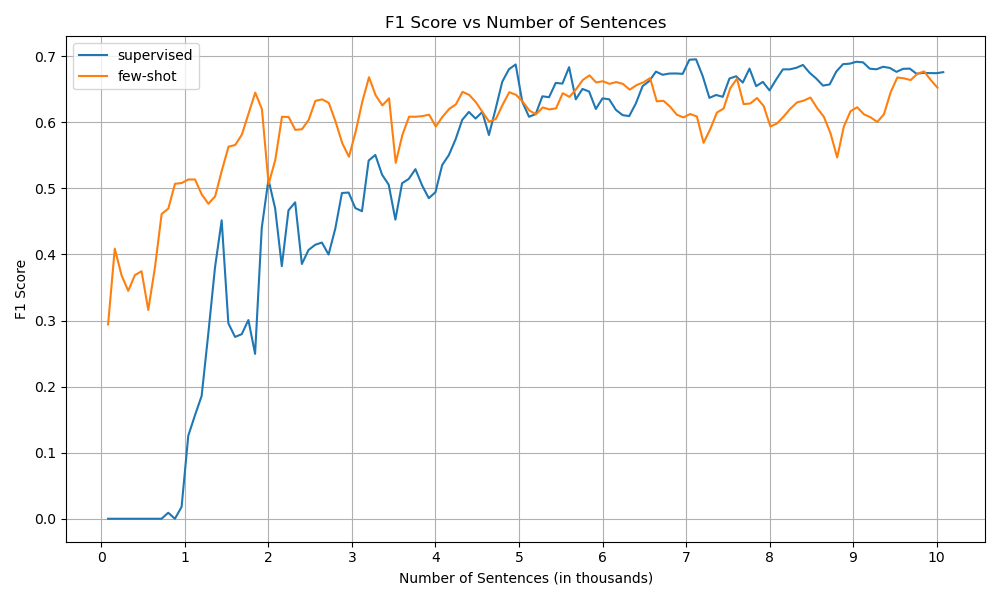 F1 Score vs Number of Sentences
supervised
few-shot
F1 Score
0.7
0.6
0.5
0.4
0.3
0.2
0.1
0.0
0 1 2 3 4 5 6 7 8 9 10
Number of Sentences (in thousands)